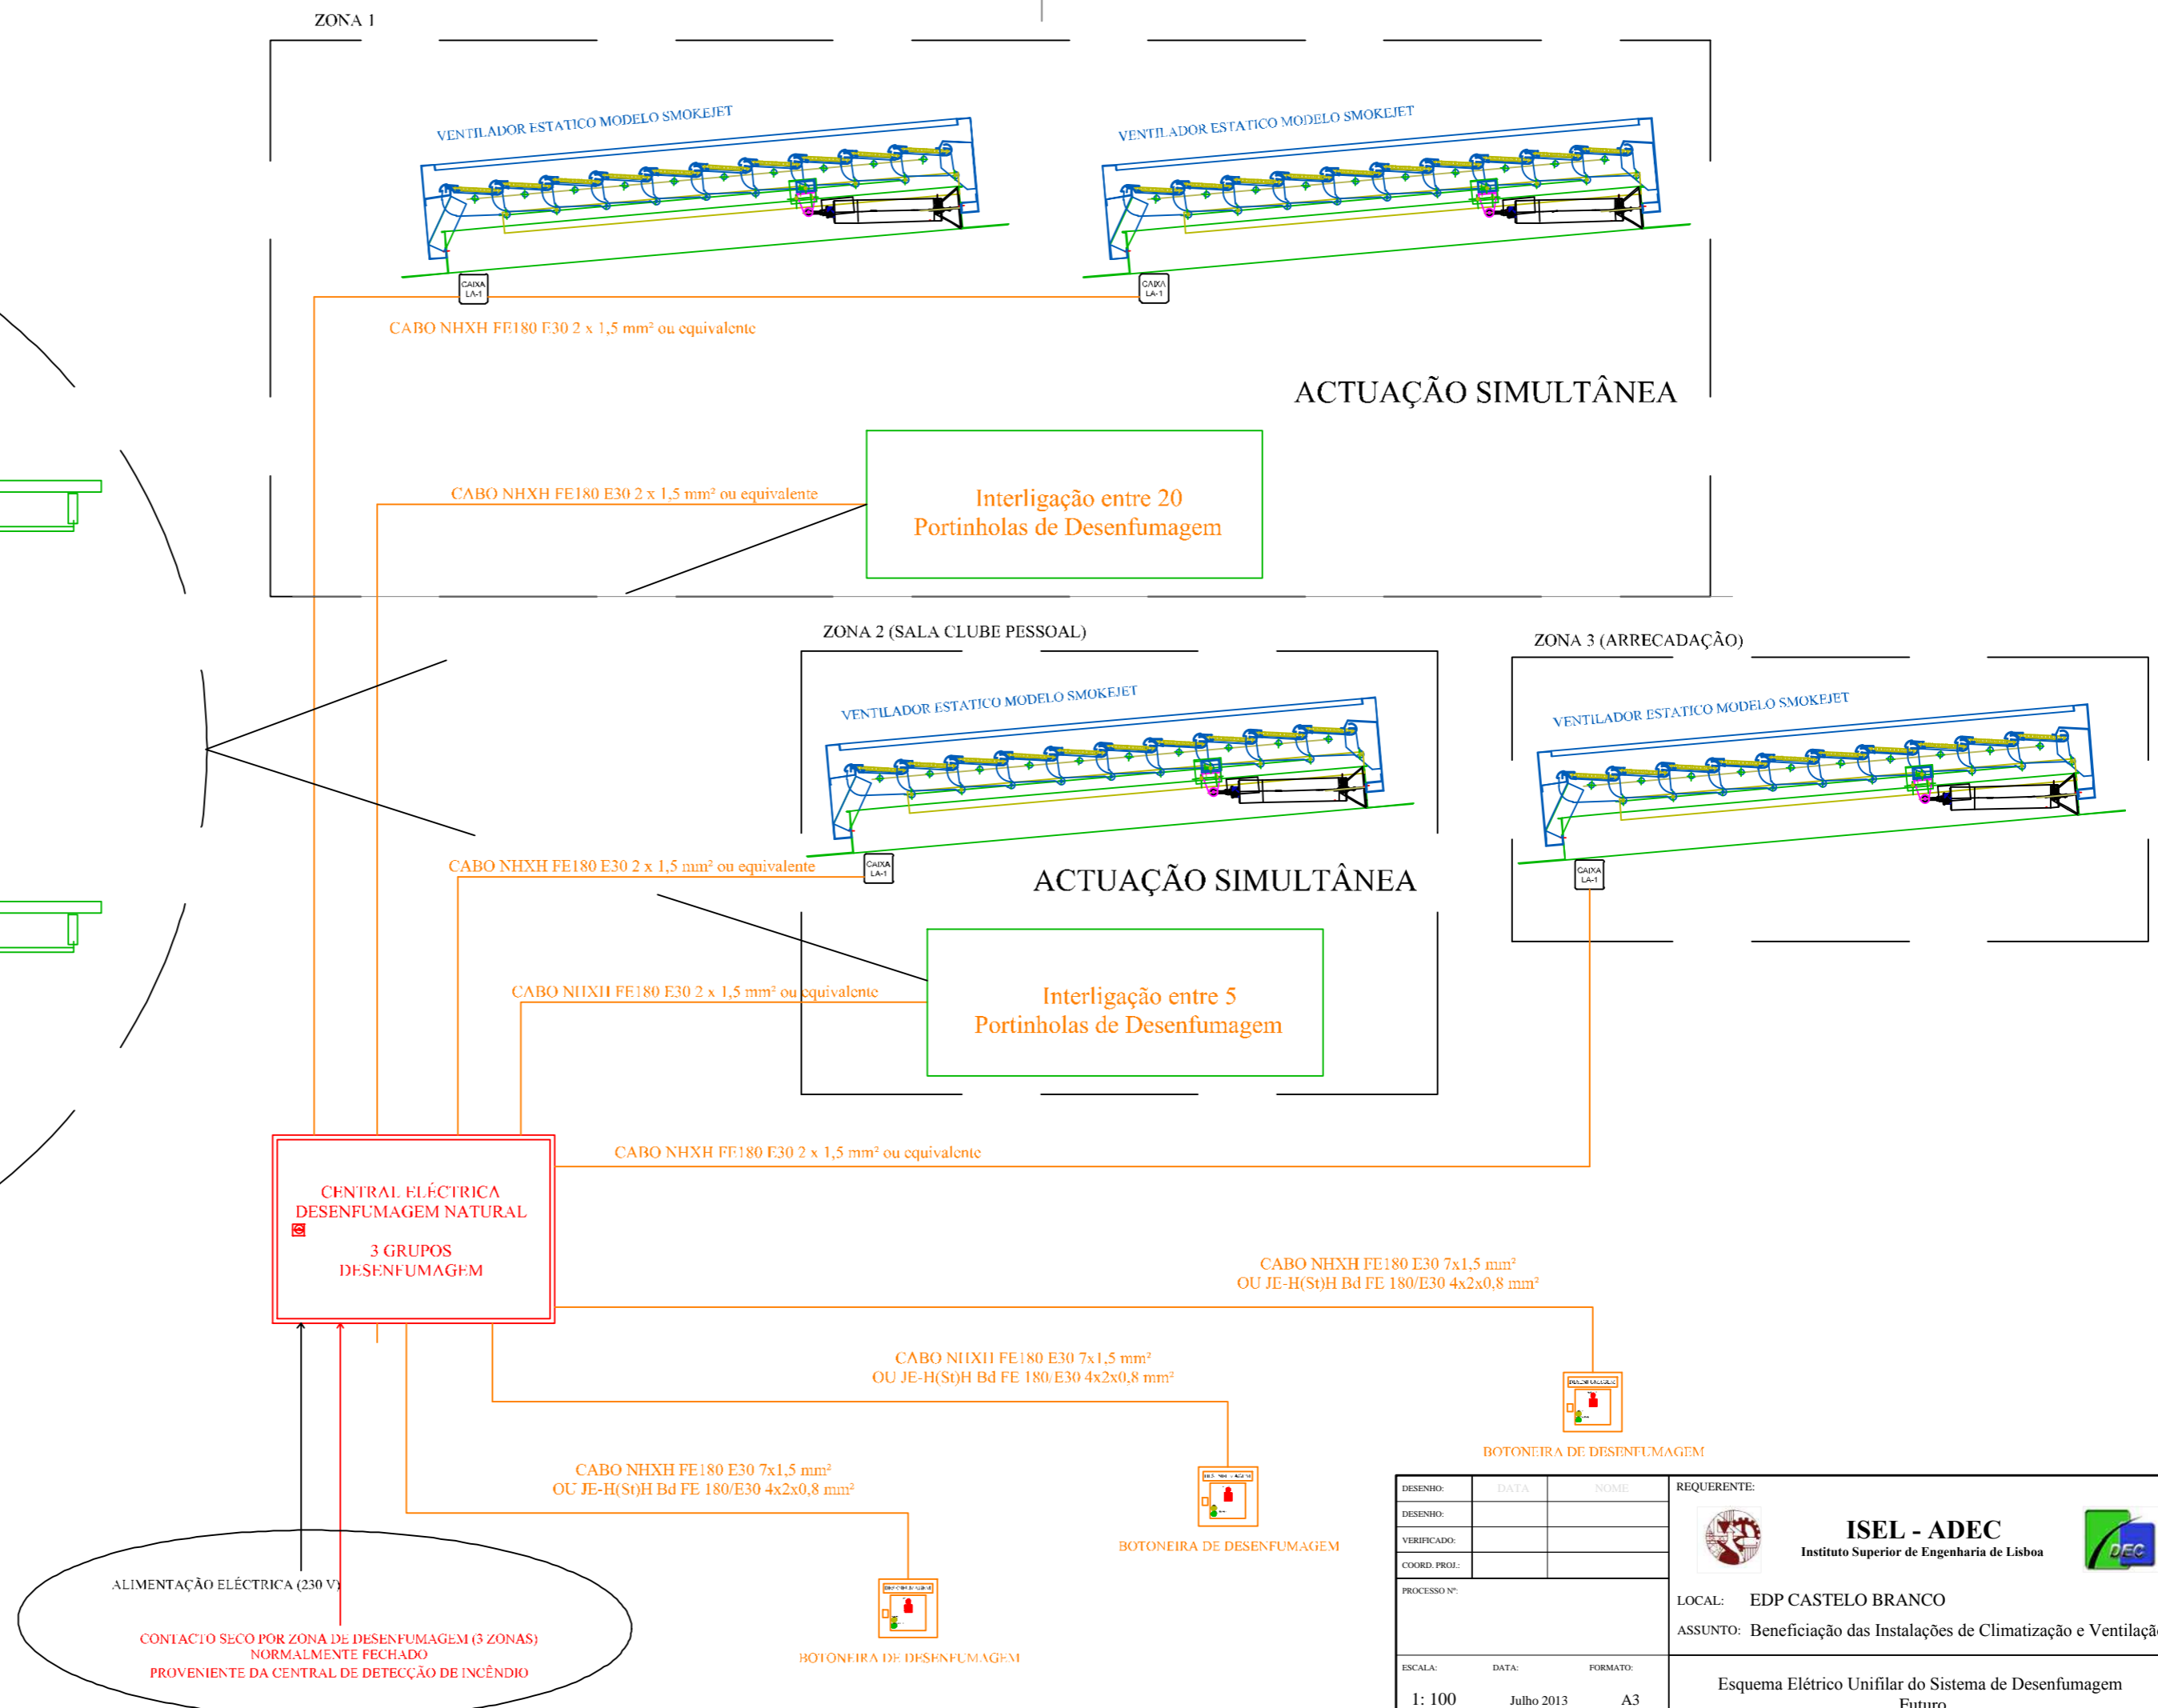 ZONA 1
VENTILADOR ESTATICO MODELO SMOKEJET
VENTILADOR ESTATICO MODELO SMOKEJET
CAIXA
LA-1
CAIXA
LA-1
CABO NHXH FE180 E30 2 x 1,5 mm² ou equivalente
ACTUAÇÃO SIMULTÂNEA
CABO NHXH FE180 E30 2 x 1,5 mm² ou equivalente
Interligação entre 20
Portinholas de Desenfumagem
ZONA 2 (SALA CLUBE PESSOAL)
ZONA 3 (ARRECADAÇÃO)
VENTILADOR ESTATICO MODELO SMOKEJET
VENTILADOR ESTATICO MODELO SMOKEJET
CABO NHXH FE180 E30 2 x 1,5 mm² ou equivalente
CAIXA
LA-1
CAIXA
LA-1
ACTUAÇÃO SIMULTÂNEA
CABO NHXH FE180 E30 2 x 1,5 mm² ou equivalente
Interligação entre 5
Portinholas de Desenfumagem
CABO NHXH FE180 E30 2 x 1,5 mm² ou equivalente
CENTRAL ELÉCTRICA
DESENFUMAGEM NATURAL
3 GRUPOS
DESENFUMAGEM
CABO NHXH FE180 E30 7x1,5 mm²
OU JE-H(St)H Bd FE 180/E30 4x2x0,8 mm²
CABO NHXH FE180 E30 7x1,5 mm²
OU JE-H(St)H Bd FE 180/E30 4x2x0,8 mm²
BOTONEIRA DE DESENFUMAGEM
CABO NHXH FE180 E30 7x1,5 mm²
OU JE-H(St)H Bd FE 180/E30 4x2x0,8 mm²
BOTONEIRA DE DESENFUMAGEM
BOTONEIRA DE DESENFUMAGEM
ALIMENTAÇÃO ELÉCTRICA (230 V)
CONTACTO SECO POR ZONA DE DESENFUMAGEM (3 ZONAS)
NORMALMENTE FECHADO
PROVENIENTE DA CENTRAL DE DETECÇÃO DE INCÊNDIO
DESENHO: DATA NOME
DESENHO:
VERIFICADO:
COORD. PROJ.:
PROCESSO Nº:
ESCALA: DATA: FORMATO:
1: 100 Julho 2013 A3
REQUERENTE:
ISEL - ADEC
Instituto Superior de Engenharia de Lisboa
DEC
LOCAL: EDP CASTELO BRANCO
ASSUNTO: Beneficiação das Instalações de Climatização e Ventilação
Esquema Elétrico Unifilar do Sistema de Desenfumagem
Futuro